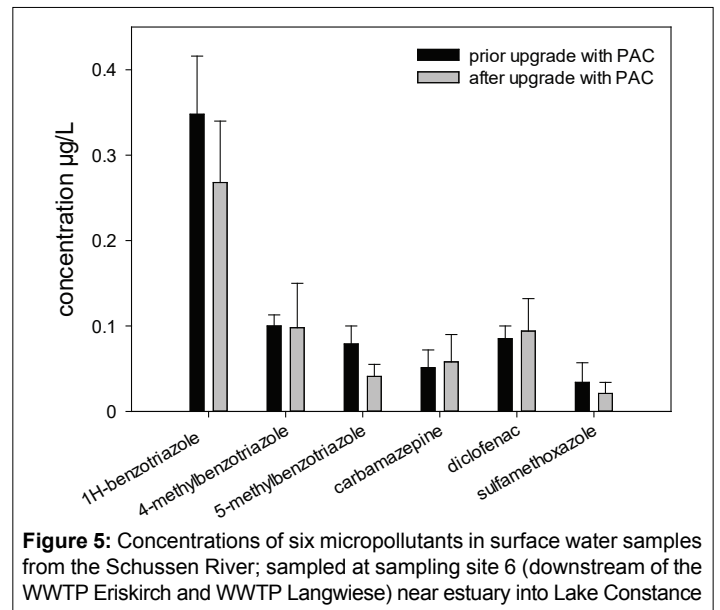 prior upgrade with PAC
after upgrade with PAC
concentration µg/L
0.4
0.3
0.2
0.1
0
1H-benzotriazole
4-methylbenzotriazole
5-methylbenzotriazole
carbamazepine
diclofenac
sulfamethoxazole
Figure 5: Concentrations of six micropollutants in surface water samples
from the Schussen River; sampled at sampling site 6 (downstream of the
WWTP Eriskirch and WWTP Langwiese) near estuary into Lake Constance